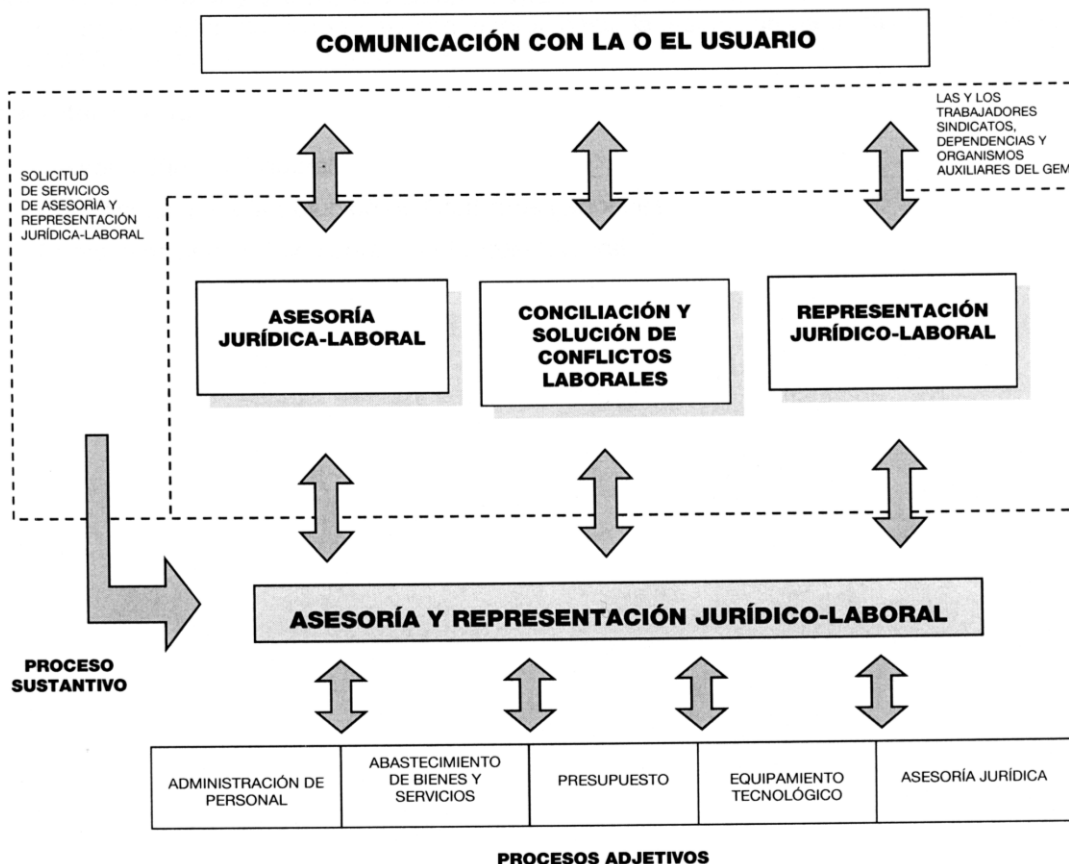 COMUNICACIÓN CON LA O EL USUARIO
LAS Y LOS
TRABAJADORES
SINDICATOS,
DEPENDENCIAS Y
ORGANISMOS
AUXILIARES DEL GEM
SOLICITUD
DE SERVICIOS
DE ASESORÌA Y
REPRESENTACIÓN
JURÍDICA-LABORAL
ASESORÍA
JURÍDICA-LABORAL
CONCILIACIÓN Y
SOLUCIÓN DE
CONFLICTOS
LABORALES
REPRESENTACIÓN
JURÍDICO-LABORAL
ASESORÍA Y REPRESENTACIÓN JURÍDICO-LABORAL
PROCESO
SUSTANTIVO
ADMINISTRACIÓN DE
PERSONAL
ABASTECIMIENTO
DE BIENES Y
SERVICIOS
PRESUPUESTO
EQUIPAMIENTO
TECNOLÓGICO
ASESORÍA JURÍDICA
PROCESOS ADJETIVOS